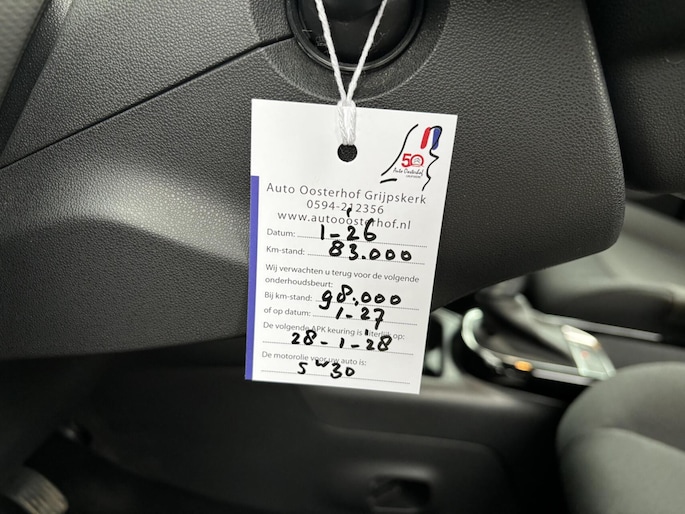 50
Auto Oosterhof
Auto Oosterhof Grijpskerk
0594-212356
www.autooosterhof.nl
Datum: 1-26
Km-stand: 83.000
Wij verwachten u terug voor de volgende
onderhoudsbeurt:
Bij km-stand: 98.000
of op datum: 1-27
De volgende APK keuring is uiterlijk op:
28-1-28
De motorolie voor uw auto is:
5w30